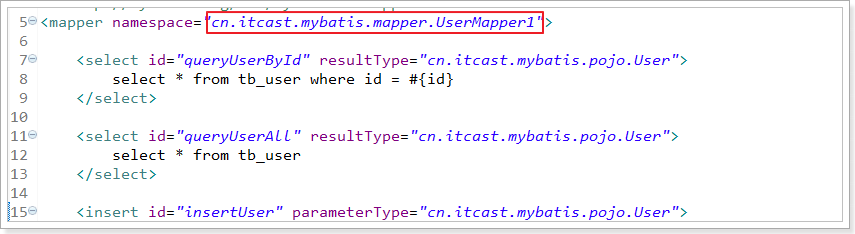 5 <mapper namespace="cn.itcast.mybatis.mapper.UserMapper1">
6
7 <select id="queryUserById" resultType="cn.itcast.mybatis.pojo.User">
8 select * from tb_user where id = #{id}
9 </select>
10
11 <select id="queryUserAll" resultType="cn.itcast.mybatis.pojo.User">
12 select * from tb_user
13 </select>
14
15 <insert id="insertUser" parameterType="cn.itcast.mybatis.pojo.User">